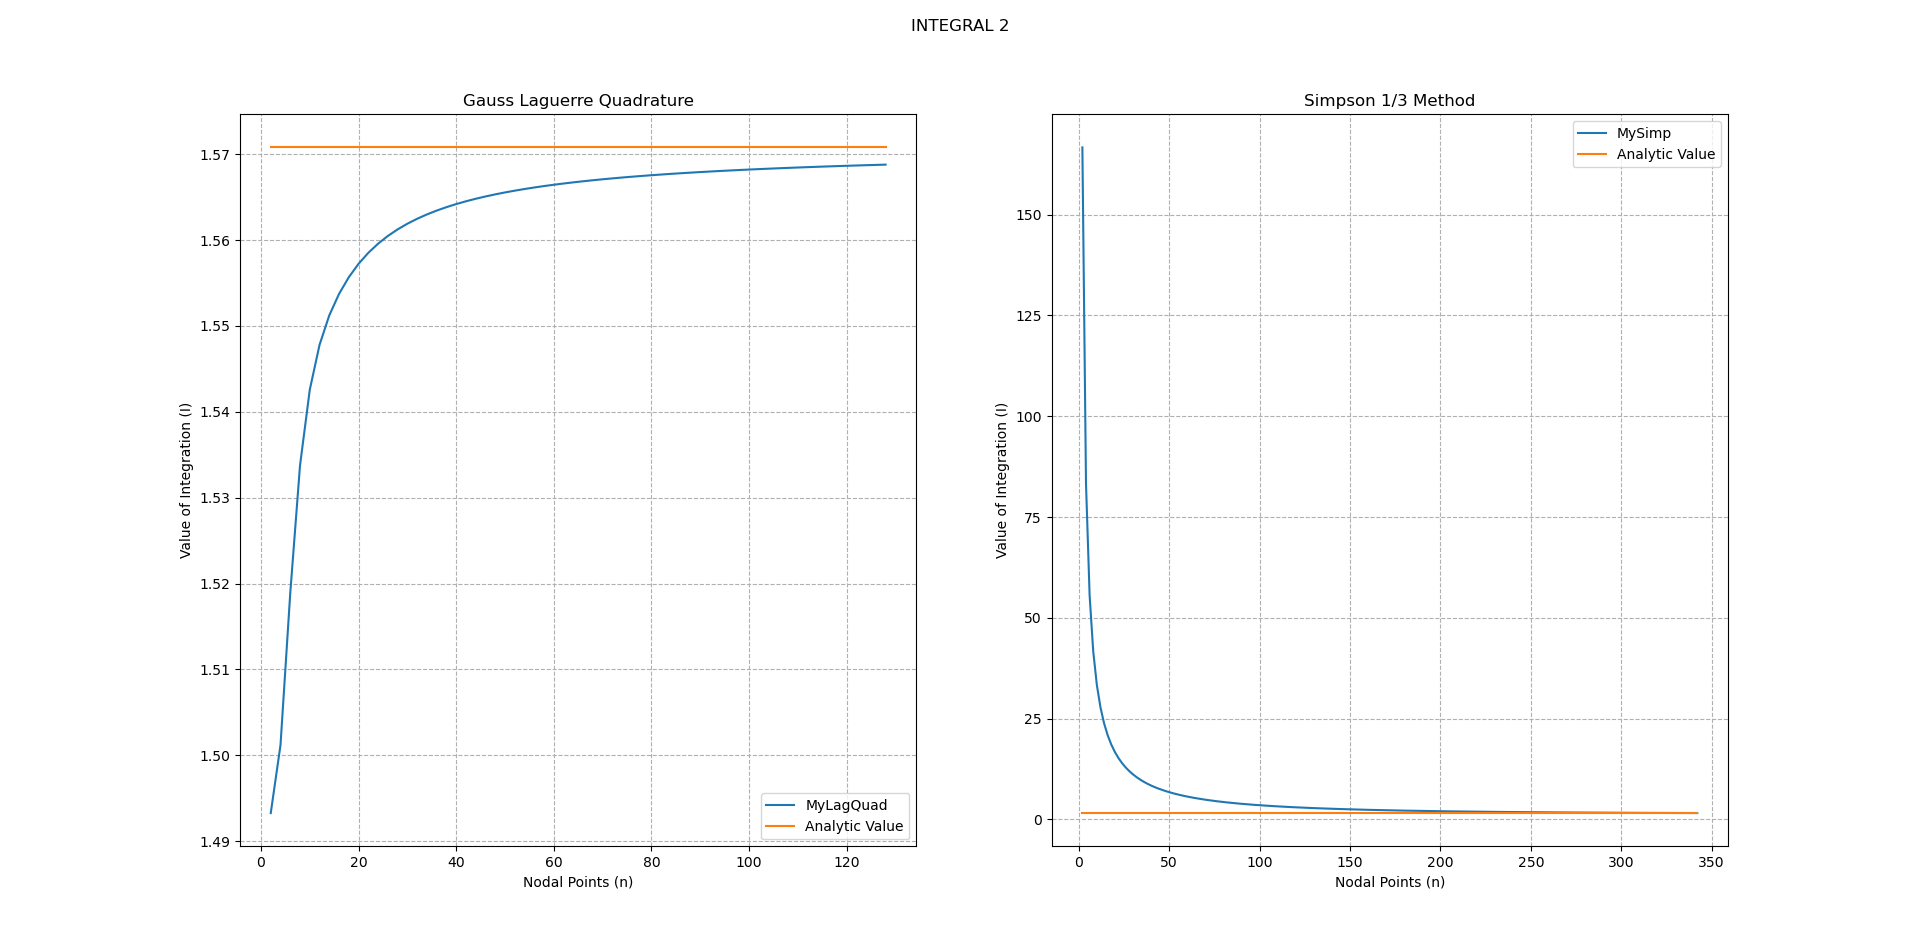 INTEGRAL 2
Gauss Laguerre Quadrature
Value of Integration (I)
1.57
1.56
1.55
1.54
1.53
1.52
1.51
1.50
1.49
MyLagQuad
Analytic Value
0 20 40 60 80 100 120
Nodal Points (n)
Simpson 1/3 Method
MySimp
Analytic Value
Value of Integration (I)
150
125
100
75
50
25
0
0 50 100 150 200 250 300 350
Nodal Points (n)